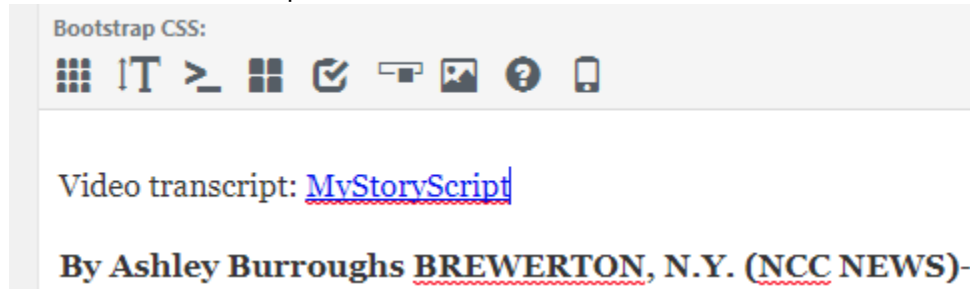 Bootstrap CSS:
Video transcript: MyStoryScript
By Ashley Burroughs BREWERTON, N.Y. (NCC NEWS)-